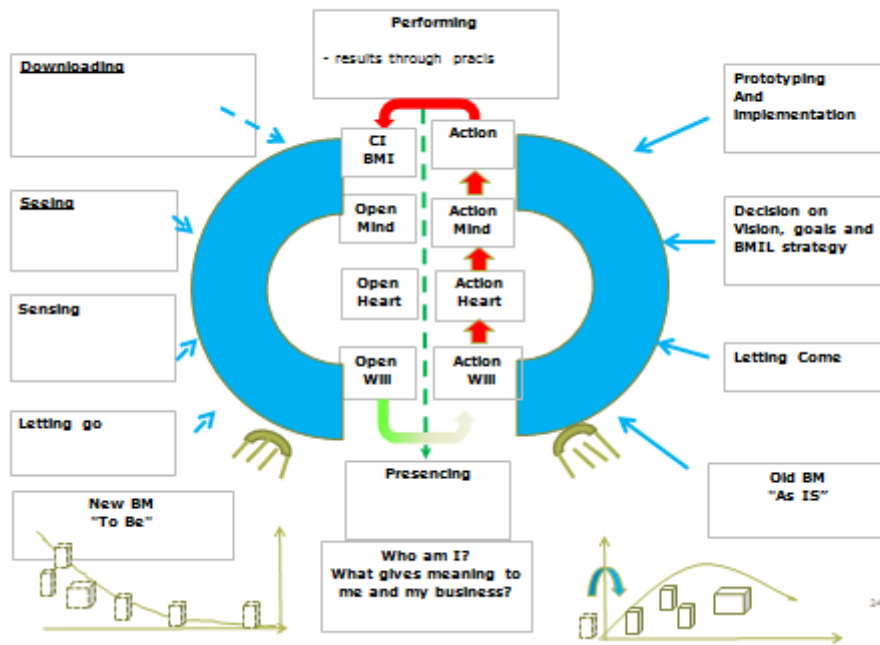 Performing
- results through pracis
Downloading
Prototyping
And
Implementation
CI
BMI
Action
Seeing
Open
Mind
Action
Mind
Decision on
Vision, goals and
BMIL strategy
Sensing
Open
Heart
Action
Heart
Open
Will
Action
Will
Letting Come
Letting go
Presencing
Old BM
"As IS"
New BM
"To Be"
Who am I?
What gives meaning to
me and my business?
24